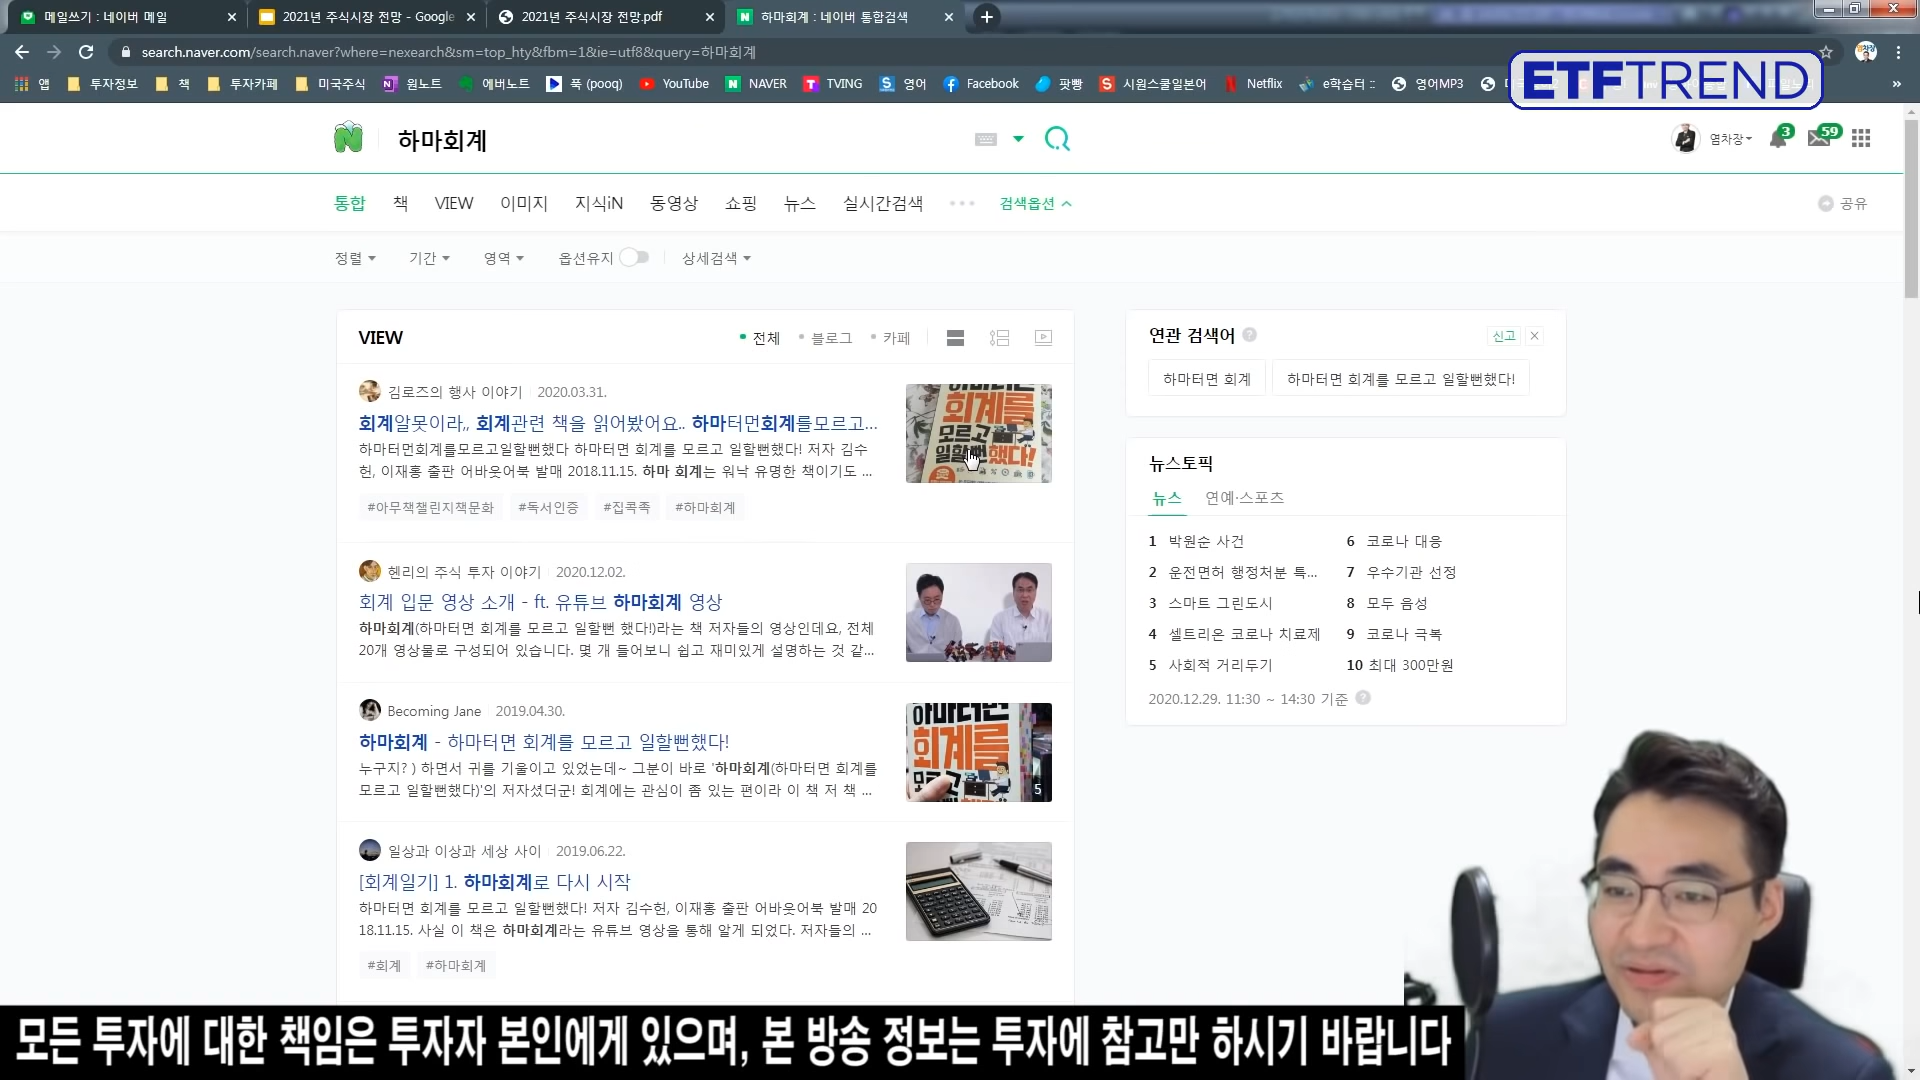 메일쓰기 : 네이버 메일
2021년 주식시장 전망 - Google
2021년 주식시장 전망.pdf
하마회계 : 네이버 통합검색
search.naver.com/search.naver?where=nexearch&sm=top_hty&fbm=1&ie=utf8&query=하마회계
앱 투자정보 책 투자카페 미국주식 원노트 에버노트 푹 (pooq) YouTube NAVER TVING 영어 Facebook 팟빵 시원스쿨일본어 Netflix e학습터 :: 영어MP3
ETFTREND
하마회계
염차장
3
59
통합 책 VIEW 이미지 지식iN 동영상 쇼핑 뉴스 실시간검색 검색옵션
공유
정렬 기간 영역 옵션유지 상세검색
VIEW
전체 블로그 카페
김로즈의 행사 이야기 2020.03.31.
회계알못이라,, 회계관련 책을 읽어봤어요.. 하마터면회계를모르고...
하마터면회계를모르고일할뻔했다 하마터면 회계를 모르고 일할뻔했다! 저자 김수
헌, 이재홍 출판 어바웃어북 발매 2018.11.15. 하마 회계는 워낙 유명한 책이기도 ...
#아무책챌린지책문화 #독서인증 #집콕족 #하마회계
회계를
모르고
일할뻔했다!
헨리의 주식 투자 이야기 2020.12.02.
회계 입문 영상 소개 - ft. 유튜브 하마회계 영상
하마회계(하마터면 회계를 모르고 일할뻔 했다!)라는 책 저자들의 영상인데요, 전체
20개 영상물로 구성되어 있습니다. 몇 개 들어보니 쉽고 재미있게 설명하는 것 같...
Becoming Jane 2019.04.30.
하마회계 - 하마터면 회계를 모르고 일할뻔했다!
누구지? ) 하면서 귀를 기울이고 있었는데~ 그분이 바로 '하마회계(하마터면 회계를
모르고 일할뻔했다)'의 저자셨더군! 회계에는 관심이 좀 있는 편이라 이 책 저 책 ...
하마터면
회계를
모르고
5
일상과 이상과 세상 사이 2019.06.22.
[회계일기] 1. 하마회계로 다시 시작
하마터면 회계를 모르고 일할뻔했다! 저자 김수헌, 이재홍 출판 어바웃어북 발매 20
18.11.15. 사실 이 책은 하마회계라는 유튜브 영상을 통해 알게 되었다. 저자들의 ...
#회계 #하마회계
연관 검색어
신고
하마터면 회계
하마터면 회계를 모르고 일할뻔했다!
뉴스토픽
뉴스 연예·스포츠
1 박원순 사건
2 운전면허 행정처분 특...
3 스마트 그린도시
4 셀트리온 코로나 치료제
5 사회적 거리두기
6 코로나 대응
7 우수기관 선정
8 모두 음성
9 코로나 극복
10 최대 300만원
2020.12.29. 11:30 ~ 14:30 기준
모든 투자에 대한 책임은 투자자 본인에게 있으며, 본 방송 정보는 투자에 참고만 하시기 바랍니다